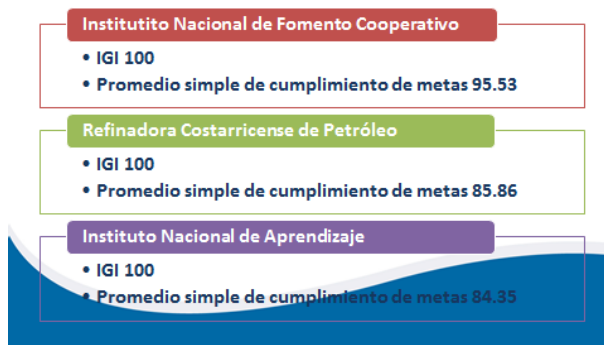 Institutito Nacional de Fomento Cooperativo
• IGI 100
• Promedio simple de cumplimiento de metas 95.53
Refinadora Costarricense de Petróleo
• IGI 100
• Promedio simple de cumplimiento de metas 85.86
Instituto Nacional de Aprendizaje
• IGI 100
• Promedio simple de cumplimiento de metas 84.35